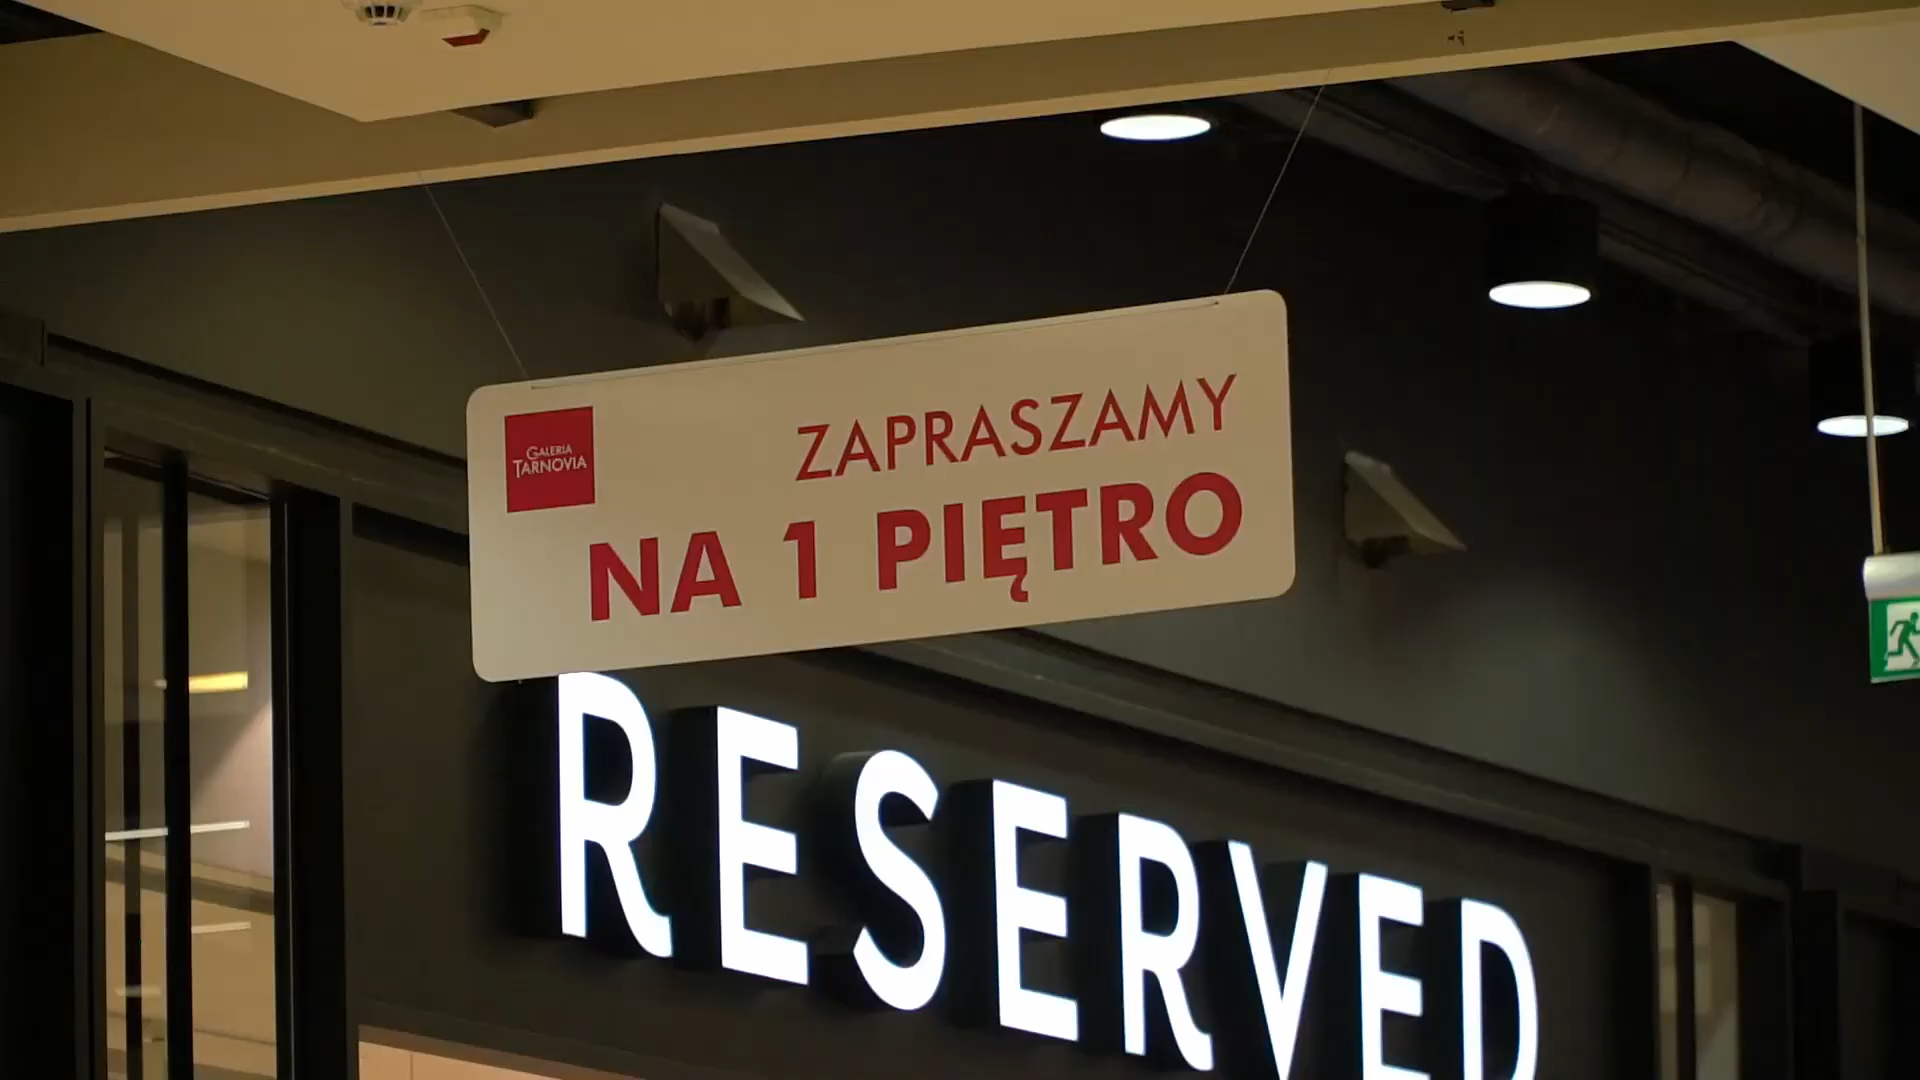 GALERIA
TARNOVIA
ZAPRASZAMY
NA 1 PIĘTRO
RESERVED